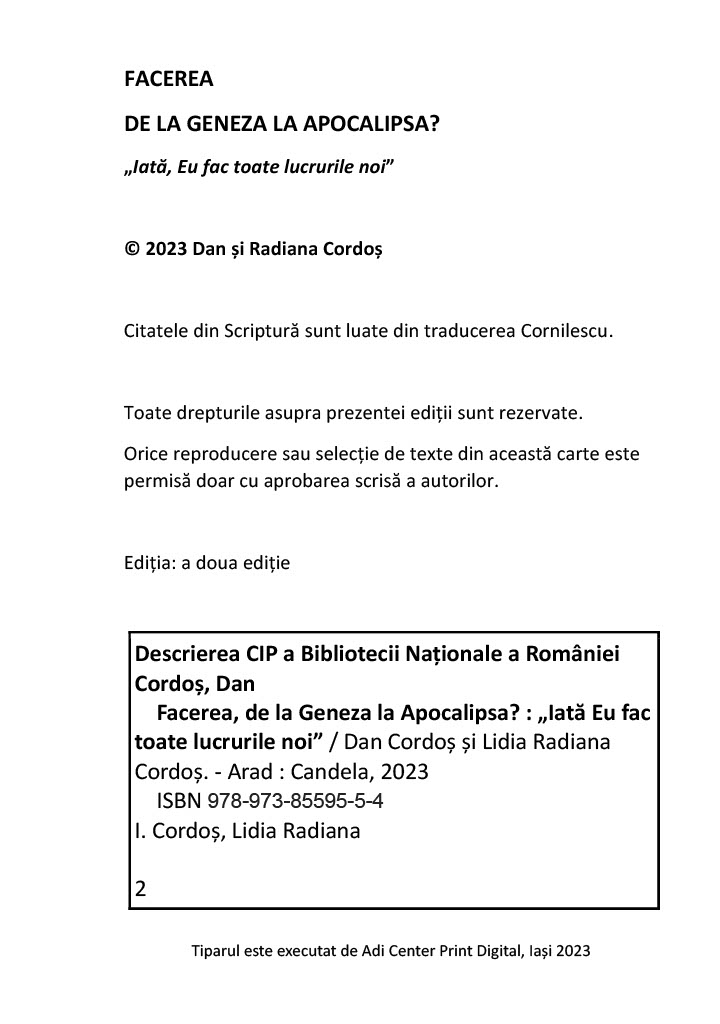 FACEREA
DE LA GENEZA LA APOCALIPSA?
„Iată, Eu fac toate lucrurile noi”
© 2023 Dan și Radiana Cordoș
Citatele din Scriptură sunt luate din traducerea Cornilescu.
Toate drepturile asupra prezentei ediții sunt rezervate.
Orice reproducere sau selecție de texte din această carte este
permisă doar cu aprobarea scrisă a autorilor.
Ediția: a doua ediție
Descrierea CIP a Bibliotecii Naționale a României
Cordoș, Dan
Facerea, de la Geneza la Apocalipsa? : „Iată Eu fac
toate lucrurile noi” / Dan Cordoș și Lidia Radiana
Cordoș. - Arad : Candela, 2023
ISBN 978-973-85595-5-4
I. Cordoș, Lidia Radiana
2
Tiparul este executat de Adi Center Print Digital, Iași 2023